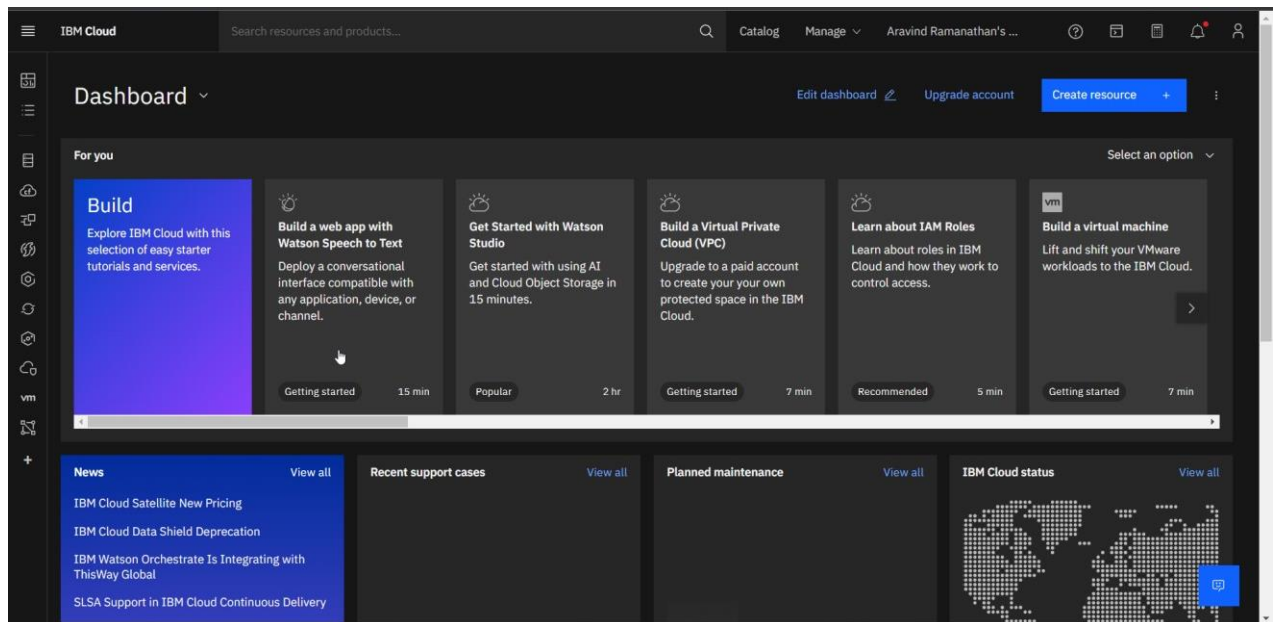 IBM Cloud
Search resources and products...
Catalog
Manage
Aravind Ramanathan's ...
Dashboard
Edit dashboard
Upgrade account
Create resource +
For you
Select an option
Build
Explore IBM Cloud with this
selection of easy starter
tutorials and services.
Build a web app with
Watson Speech to Text
Deploy a conversational
interface compatible with
any application, device, or
channel.
Getting started
15 min
Get Started with Watson
Studio
Get started with using AI
and Cloud Object Storage in
15 minutes.
Popular
2 hr
Build a Virtual Private
Cloud (VPC)
Upgrade to a paid account
to create your your own
protected space in the IBM
Cloud.
Getting started
7 min
Learn about IAM Roles
Learn about roles in IBM
Cloud and how they work to
control access.
Recommended
5 min
vm
Build a virtual machine
Lift and shift your VMware
workloads to the IBM Cloud.
Getting started
7 min
vm
News
View all
IBM Cloud Satellite New Pricing
IBM Cloud Data Shield Deprecation
IBM Watson Orchestrate Is Integrating with
ThisWay Global
SLSA Support in IBM Cloud Continuous Delivery
Recent support cases
View all
Planned maintenance
View all
IBM Cloud status
View all